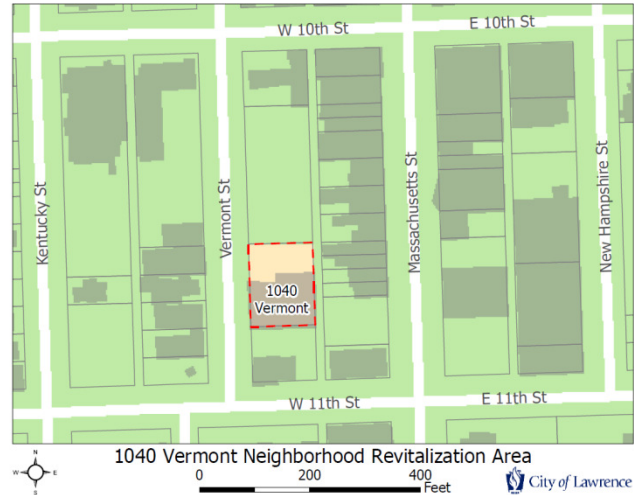 W 10th St
E 10th St
Kentucky St
Vermont St
Massachusetts St
New Hampshire St
1040
Vermont
W 11th St
E 11th St
1040 Vermont Neighborhood Revitalization Area
N
W
E
S
0 200 400
Feet
City of Lawrence